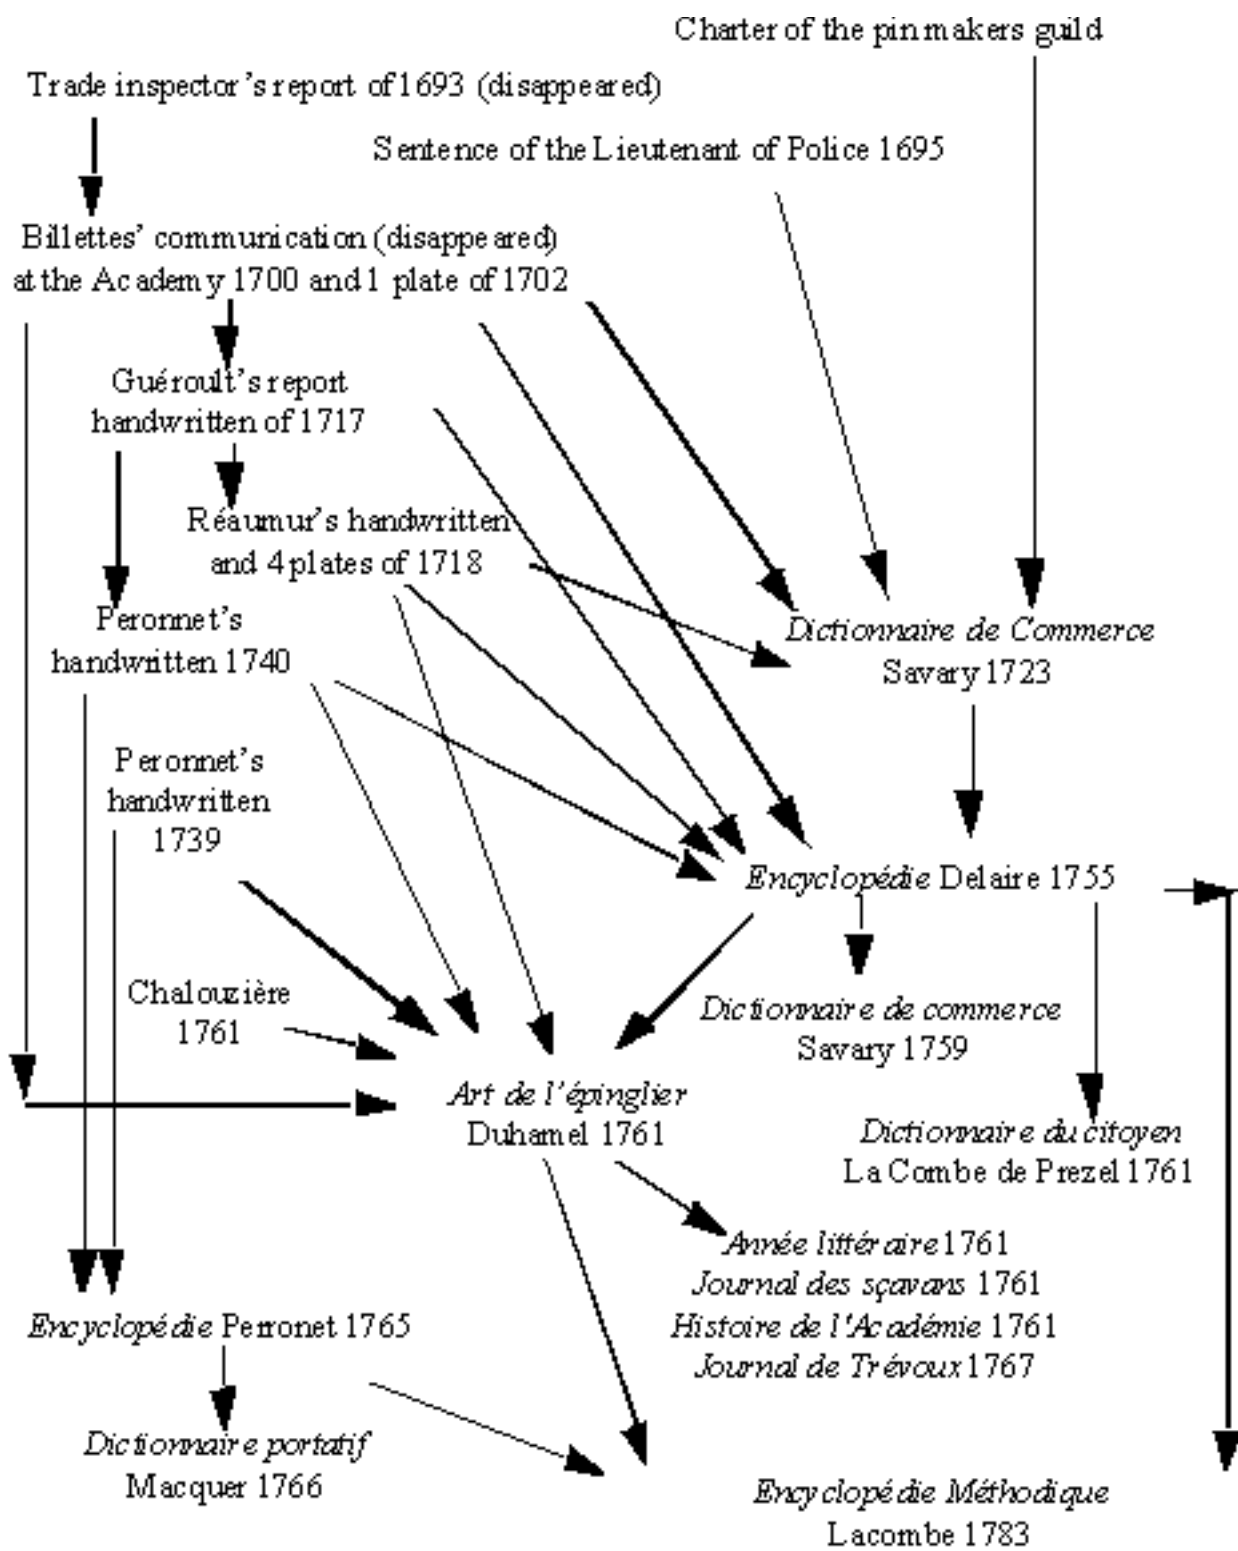 Charter of the pinmakers guild
Trade inspector's report of 1693 (disappeared)
Sentence of the Lieutenant of Police 1695
Billettes' communication (disappeared)
at the Academy 1700 and 1 plate of 1702
Guéroult's report
handwritten of 1717
Réaumur's handwritten
and 4 plates of 1718
Peronnet's
handwritten 1740
Dictionnaire de Commerce
Savary 1723
Peronnet's
handwritten
1739
Encyclopédie Delaire 1755
Chalouzière
1761
Dictionnaire de commerce
Savary 1759
Art de l'épinglier
Duhamel 1761
Dictionnaire du citoyen
La Combe de Prezel 1761
Année littéraire 1761
Journal des sçavans 1761
Histoire de l'Académie 1761
Journal de Trévoux 1767
Encyclopédie Perronet 1765
Dictionnaire portatif
Macquer 1766
Encyclopédie Méthodique
Lacombe 1783